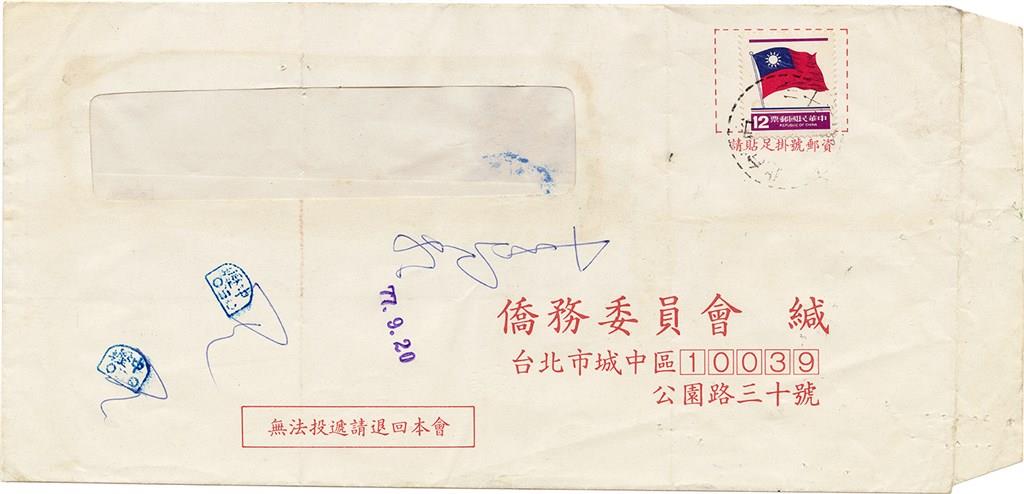 12 中華民國郵票
REPUBLIC OF CHINA
請貼足掛號郵資
77.9.20
僑務委員會 緘
台北市城中區10039
公園路三十號
無法投遞請退回本會